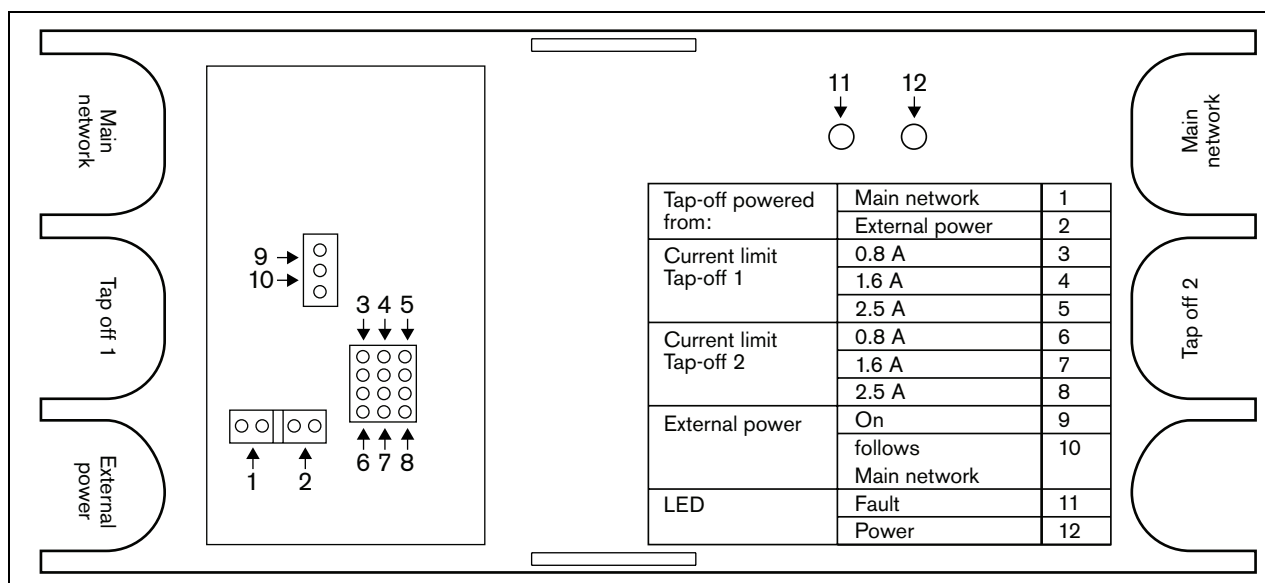 Main
network
Tap off 1
External
power
9
10
3 4 5
6 7 8
1 2
11 12
Tap-off powered from: Main network 1
External power 2
Current limit Tap-off 1 0.8 A 3
1.6 A 4
2.5 A 5
Current limit Tap-off 2 0.8 A 6
1.6 A 7
2.5 A 8
External power On 9
follows Main network 10
LED Fault 11
Power 12
Main
network
Tap off 2